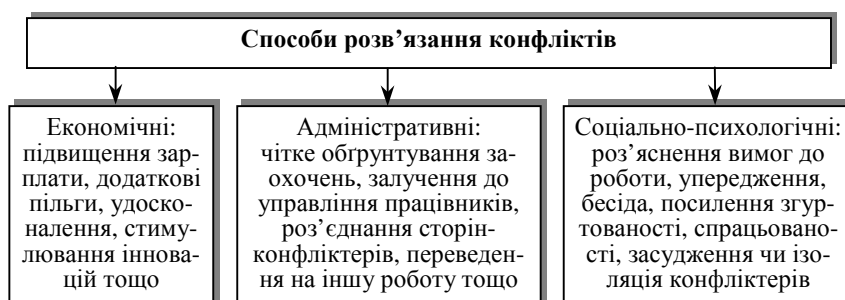 Способи розв’язання конфліктів
Економічні:
підвищення зар-
плати, додаткові
пільги, удоско-
налення, стиму-
лювання іннова-
цій тощо
Адміністративні:
чітке обґрунтування за-
охочень, залучення до
управління працівників,
роз’єднання сторін-
конфліктерів, переведен-
ня на іншу роботу тощо
Соціально-психологічні:
роз’яснення вимог до
роботи, упередження,
бесіда, посилення згур-
тованості, спрацьовано-
сті, засудження чи ізо-
ляція конфліктерів